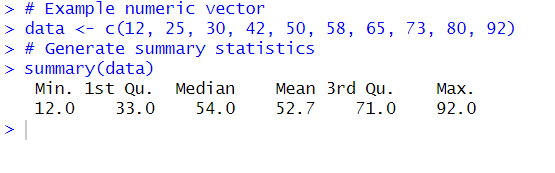 > # Example numeric vector
> data <- c(12, 25, 30, 42, 50, 58, 65, 73, 80, 92)
> # Generate summary statistics
> summary(data)
   Min. 1st Qu.  Median    Mean 3rd Qu.    Max.
   12.0    33.0    54.0    52.7    71.0    92.0
>